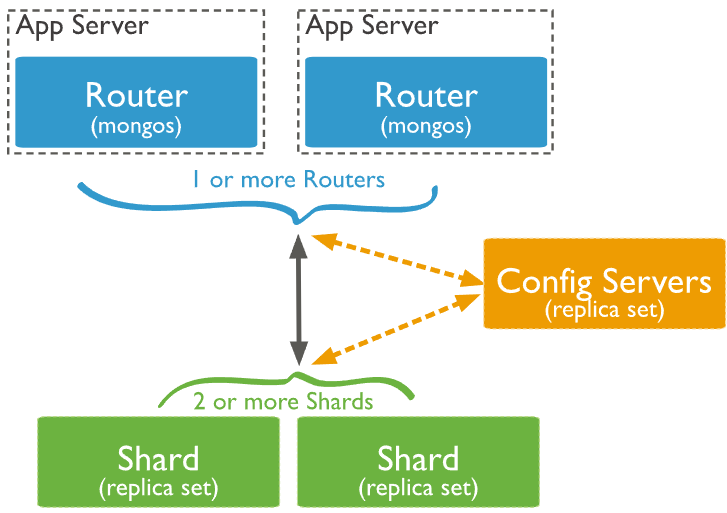 App Server
App Server
Router
(mongos)
Router
(mongos)
1 or more Routers
Config Servers
(replica set)
2 or more Shards
Shard
(replica set)
Shard
(replica set)